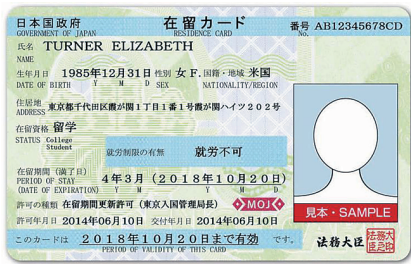 日本国政府 在留カード 番号 AB12345678CD
GOVERNMENT OF JAPAN RESIDENCE CARD No.
氏名 TURNER ELIZABETH
NAME
生年月日 1985年12月31日 性別 女 F. 国籍・地域 米国
DATE OF BIRTH Y M D SEX NATIONALITY/REGION
住居地 東京都千代田区霞が関1丁目1番1号霞が関ハイツ202号
ADDRESS
在留資格 留学
STATUS College Student
就労制限の有無 就労不可
在留期間 (満了日) 4年3月 (2018年10月20日)
PERIOD OF STAY Y M Y M D
(DATE OF EXPIRATION)
許可の種類 在留期間更新許可 (東京入国管理局長) MOJ
許可年月日 2014年06月10日 交付年月日 2014年06月10日
見本・SAMPLE
このカードは 2018年10月20日まで有効 です。
PERIOD OF VALIDITY OF THIS CARD
法務大臣